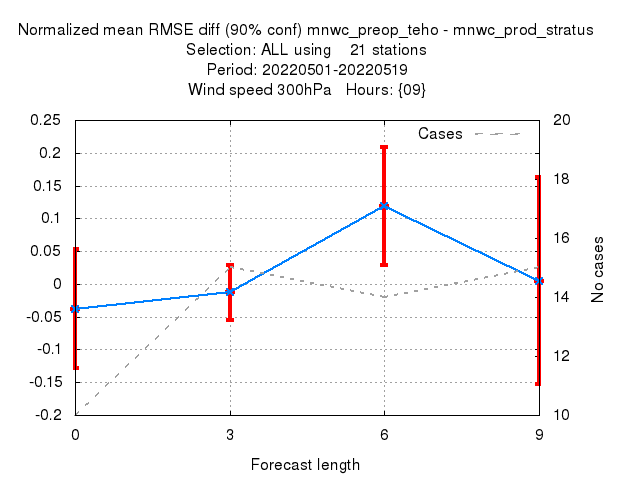 Normalized mean RMSE diff (90% conf) mnwc_preop_teho - mnwc_prod_stratus
Selection: ALL using    21 stations
Period: 20220501-20220519
Wind speed 300hPa   Hours: {09}
Cases
0.25
0.2
0.15
0.1
0.05
0
-0.05
-0.1
-0.15
-0.2
20
18
16
14
12
10
No cases
0
3
6
9
Forecast length